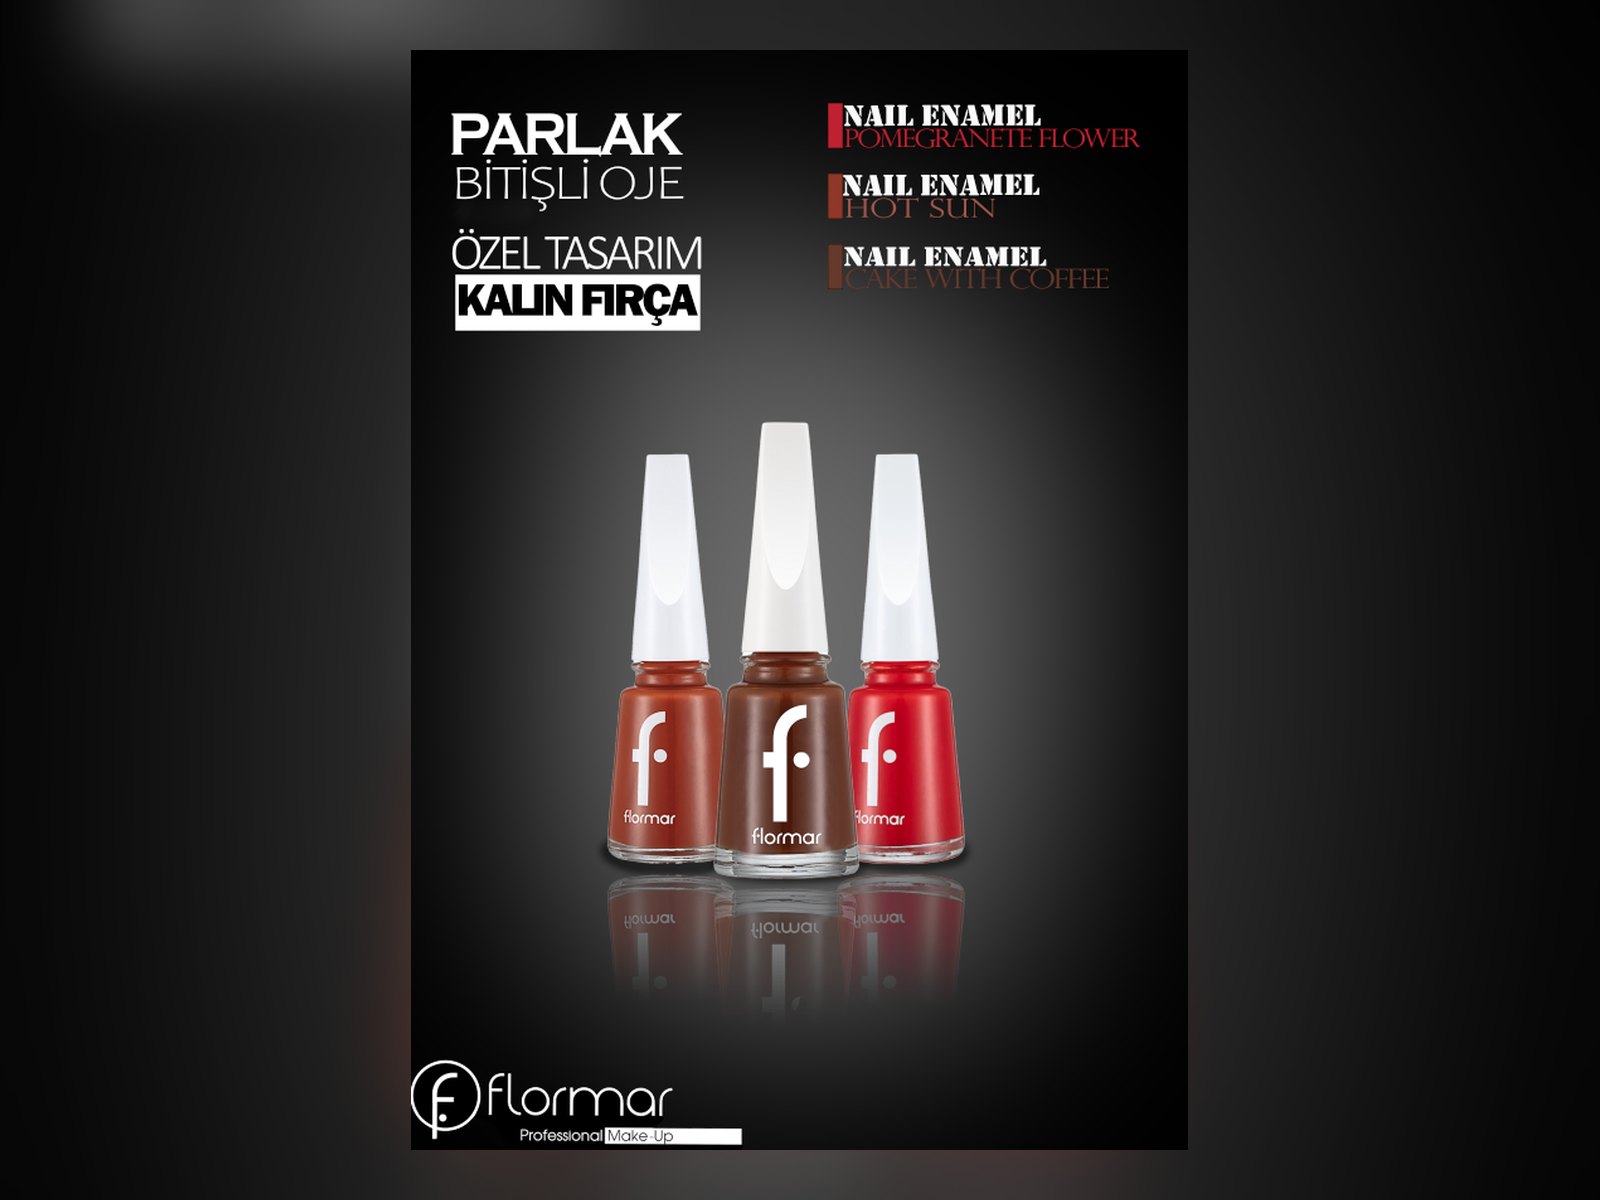 PARLAK
BİTİŞLİ OJE
ÖZEL TASARIM
KALIN FIRÇA
NAIL ENAMEL
POMEGRANETE FLOWER
NAIL ENAMEL
HOT SUN
NAIL ENAMEL
CAKE WITH COFFEE
f
flormar
f
flormar
f
flormar
f flormar
Professional Make-Up